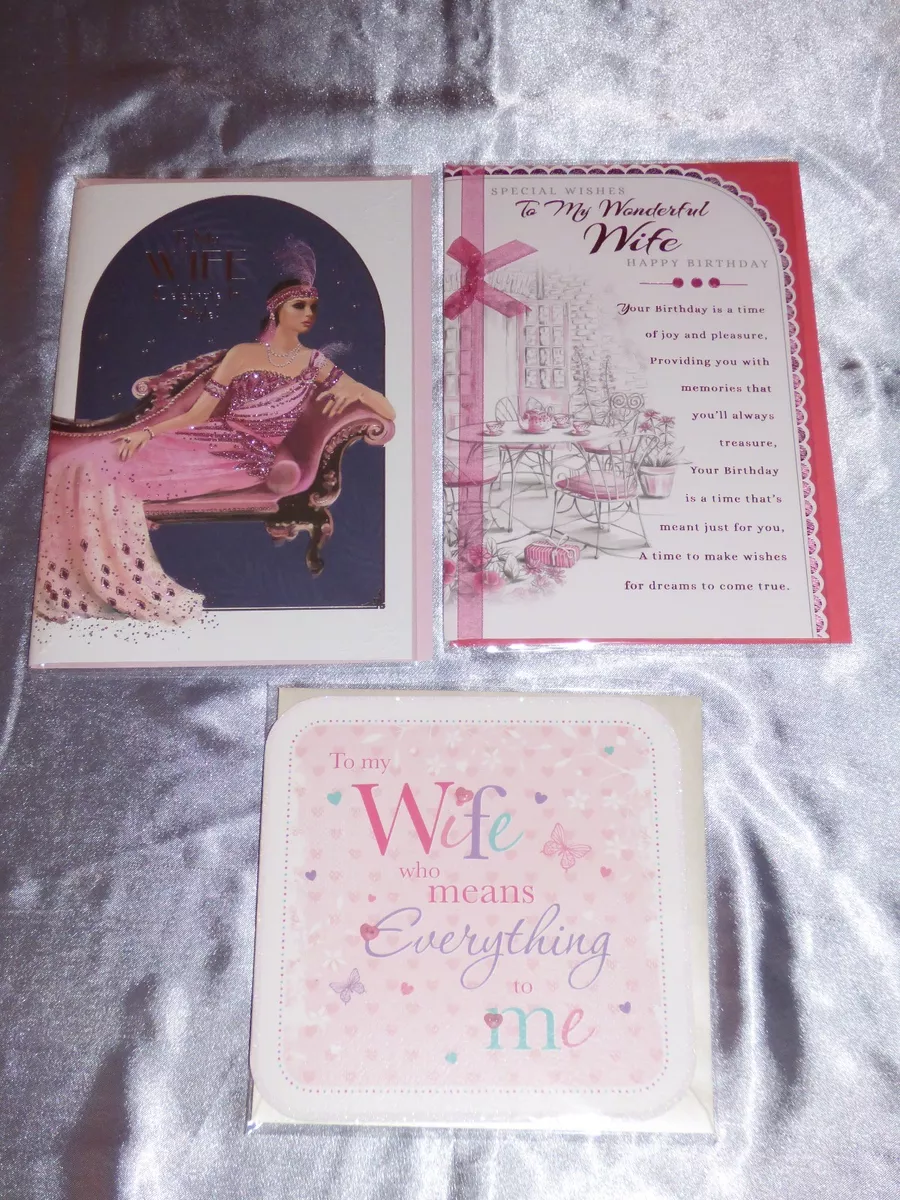 WIFE
SPECIAL WISHES
To My Wonderful
Wife
HAPPY BIRTHDAY
Your Birthday is a time
of joy and pleasure,
Providing you with
memories that
you'll always
treasure,
Your Birthday
is a time that's
meant just for you,
A time to make wishes
for dreams to come true.
To my
Wife
who
means
Everything
to
me